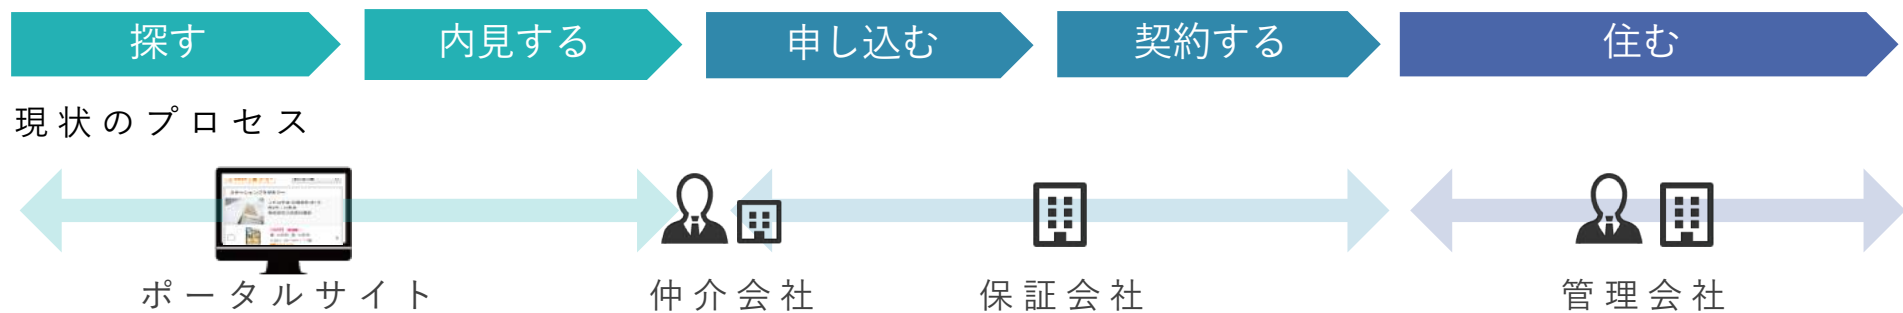 探す
内見する
申し込む
契約する
住む
現状のプロセス
ポータルサイト
仲介会社
保証会社
管理会社